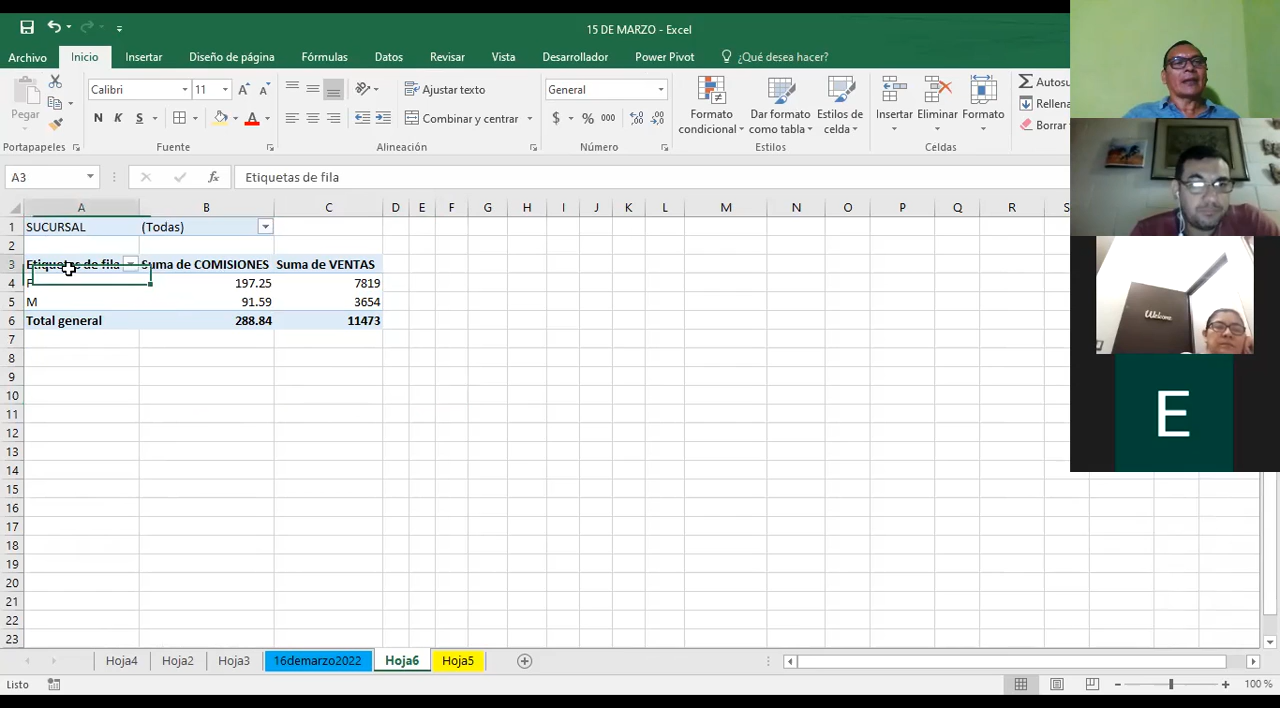 15 DE MARZO - Excel
Archivo Inicio Insertar Diseño de página Fórmulas Datos Revisar Vista Desarrollador Power Pivot ¿Qué desea hacer?
Pegar
Calibri 11
N K S
Ajustar texto
Combinar y centrar
General
$ % 000
Formato condicional
Dar formato como tabla
Estilos de celda
Insertar Eliminar Formato
Autosu
Rellena
Borrar
Portapapeles Fuente Alineación Número Estilos Celdas
A3 fx Etiquetas de fila
A B C D E F G H I J K L M N O P Q R S
1 SUCURSAL (Todas)
2
3 Etiquetas de fila Suma de COMISIONES Suma de VENTAS
4 F 197.25 7819
5 M 91.59 3654
6 Total general 288.84 11473
7
8
9
10
11
12
13
14
15
16
17
18
19
20
21
22
23
Hoja4 Hoja2 Hoja3 16demarzo2022 Hoja6 Hoja5
Listo 100 %
Welcome
E